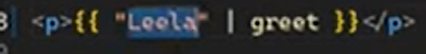 <p>{{ "Leela" | greet }}</p>